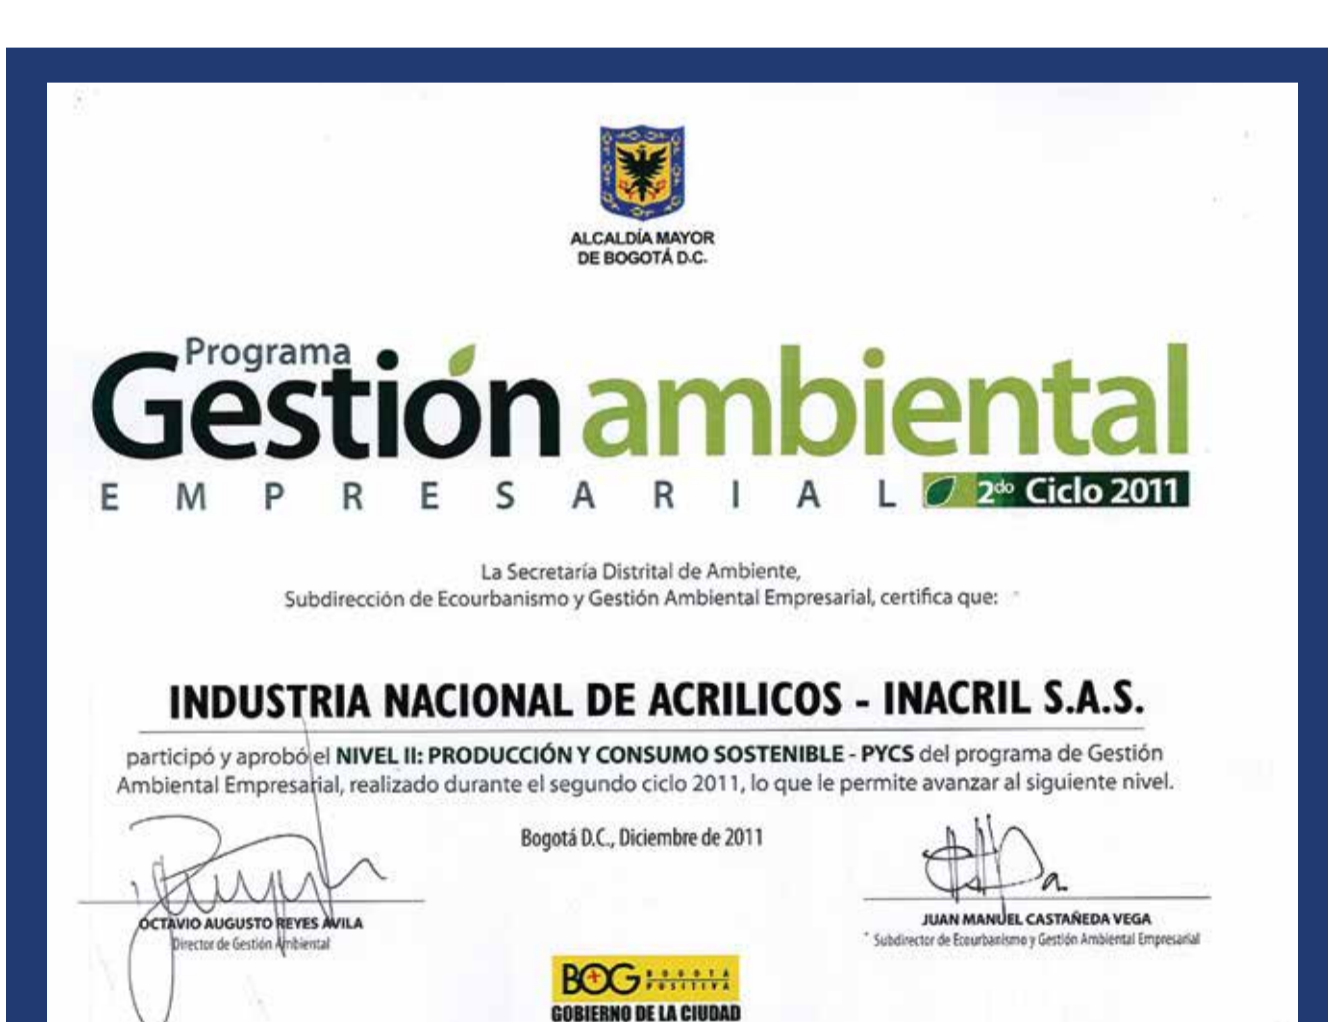 ALCALDÍA MAYOR
DE BOGOTÁ D.C.
Programa
Gestión ambiental
EMPRESARIAL 2do Ciclo 2011
La Secretaría Distrital de Ambiente,
Subdirección de Ecourbanismo y Gestión Ambiental Empresarial, certifica que:
INDUSTRIA NACIONAL DE ACRILICOS - INACRIL S.A.S.
participó y aprobó el NIVEL II: PRODUCCIÓN Y CONSUMO SOSTENIBLE - PYCS del programa de Gestión
Ambiental Empresarial, realizado durante el segundo ciclo 2011, lo que le permite avanzar al siguiente nivel.
Bogotá D.C., Diciembre de 2011
OCTAVIO AUGUSTO REYES AVILA
Director de Gestión Ambiental
JUAN MANUEL CASTAÑEDA VEGA
Subdirector de Ecourbanismo y Gestión Ambiental Empresarial
BOG BOGOTÁ
POSITIVA
GOBIERNO DE LA CIUDAD